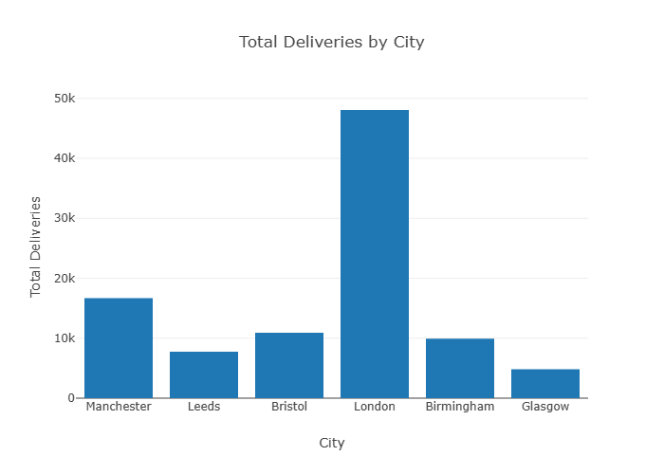 Total Deliveries by City
Total Deliveries
50k
40k
30k
20k
10k
0
Manchester Leeds Bristol London Birmingham Glasgow
City